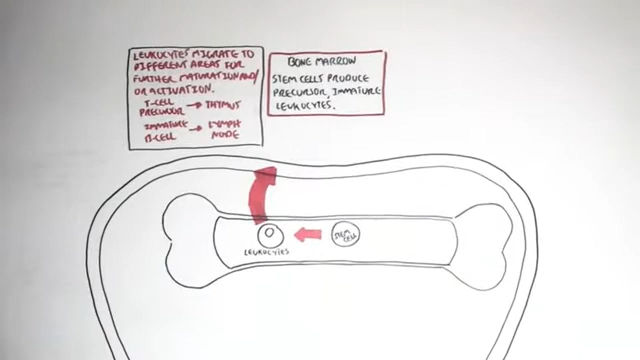 LEUKOCYTES MIGRATE TO
DIFFERENT AREAS FOR
FURTHER MATURATION AND/
OR ACTIVATION.
T-CELL
PRECURSOR → THYMUS
IMMATURE → LYMPH
B-CELL NODE
BONE MARROW
STEM CELLS PRODUCE
PRECURSOR, IMMATURE
LEUKOCYTES.
LEUKOCYTES
STEM
CELL